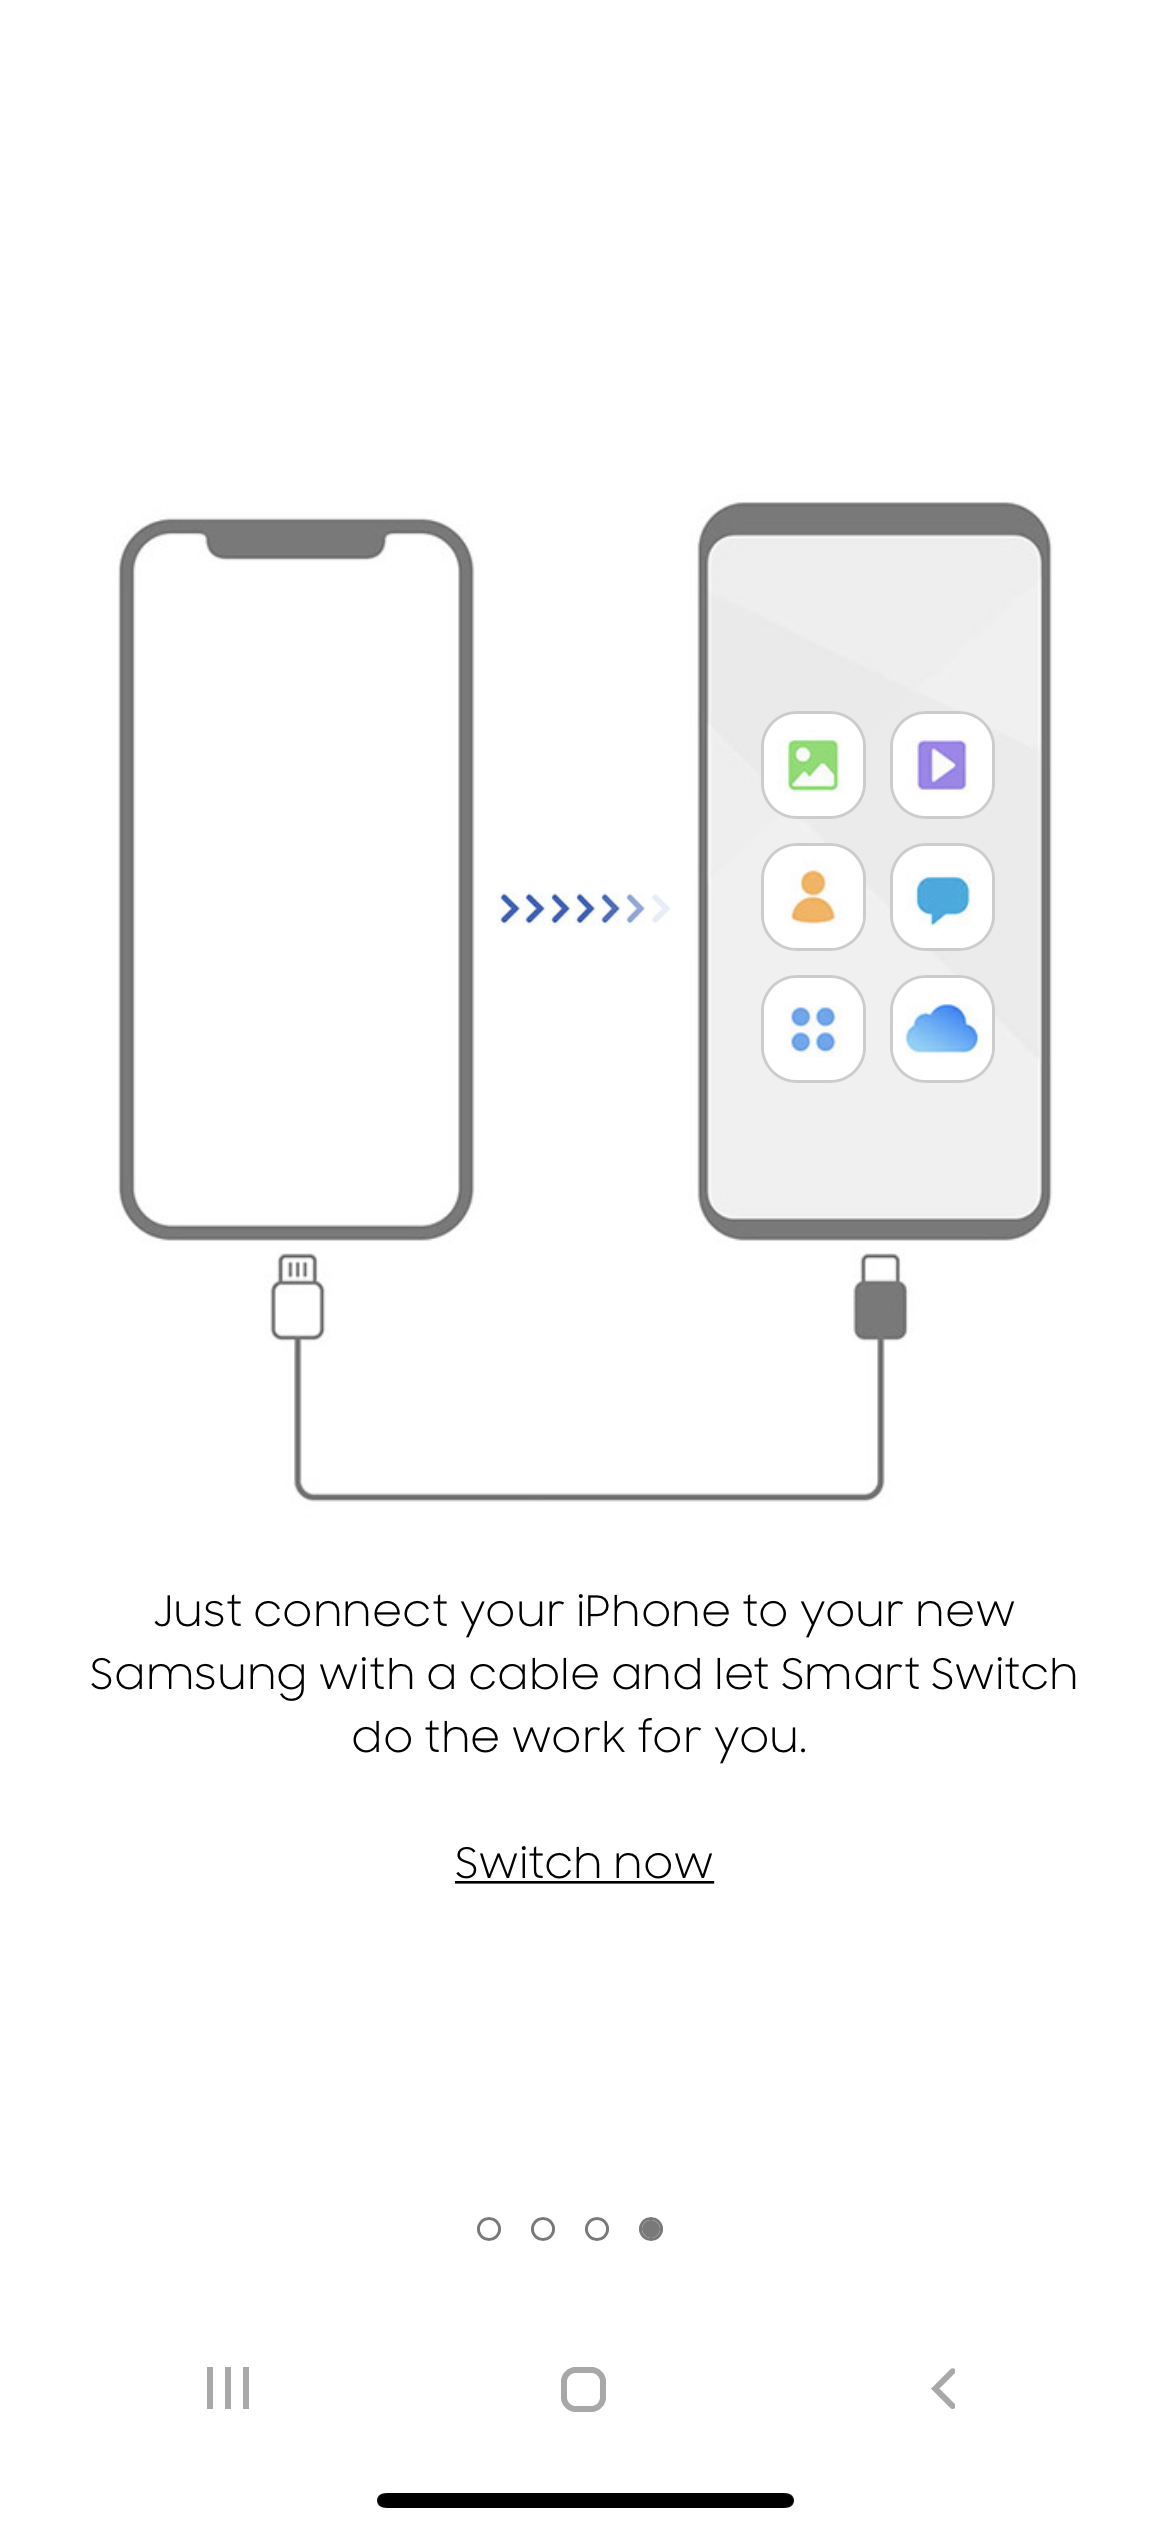 Just connect your iPhone to your new
Samsung with a cable and let Smart Switch
do the work for you.
Switch now